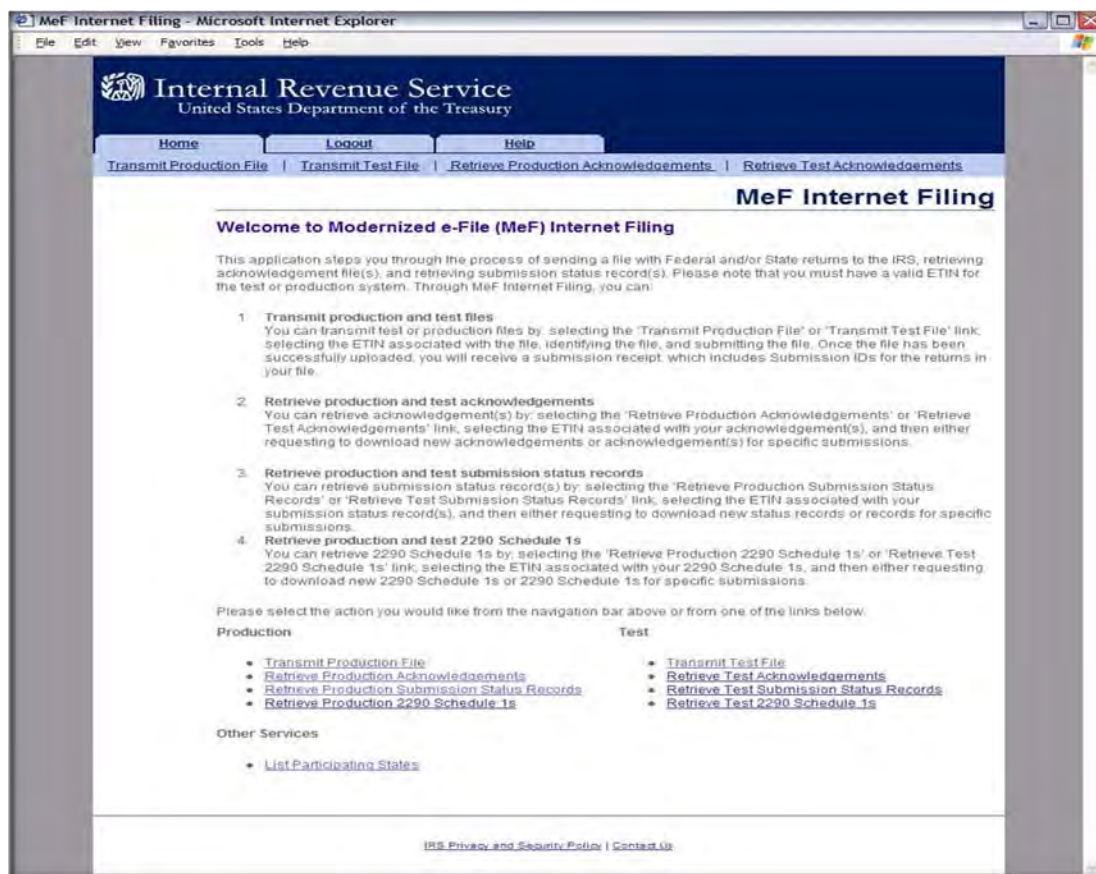 MeF Internet Filing - Microsoft Internet Explorer
File Edit View Favorites Tools Help
Internal Revenue Service
United States Department of the Treasury
Home Logout Help
Transmit Production File | Transmit Test File | Retrieve Production Acknowledgements | Retrieve Test Acknowledgements
MeF Internet Filing
Welcome to Modernized e-File (MeF) Internet Filing
This application steps you through the process of sending a file with Federal and/or State returns to the IRS, retrieving
acknowledgement file(s), and retrieving submission status record(s). Please note that you must have a valid ETIN for
the test or production system. Through MeF Internet Filing, you can:
1. Transmit production and test files
You can transmit test or production files by: selecting the 'Transmit Production File' or 'Transmit Test File' link,
selecting the ETIN associated with the file, identifying the file, and submitting the file. Once the file has been
successfully uploaded, you will receive a submission receipt, which includes Submission IDs for the returns in
your file.
2. Retrieve production and test acknowledgements
You can retrieve acknowledgement(s) by: selecting the 'Retrieve Production Acknowledgements' or 'Retrieve
Test Acknowledgements' link, selecting the ETIN associated with your acknowledgement(s), and then either
requesting to download new acknowledgements or acknowledgement(s) for specific submissions.
3. Retrieve production and test submission status records
You can retrieve submission status record(s) by: selecting the 'Retrieve Production Submission Status
Records' or 'Retrieve Test Submission Status Records' link, selecting the ETIN associated with your
submission status record(s), and then either requesting to download new status records or records for specific
submissions.
4. Retrieve production and test 2290 Schedule 1s
You can retrieve 2290 Schedule 1s by: selecting the 'Retrieve Production 2290 Schedule 1s' or 'Retrieve Test
2290 Schedule 1s' link, selecting the ETIN associated with your 2290 Schedule 1s, and then either requesting
to download new 2290 Schedule 1s or 2290 Schedule 1s for specific submissions.
Please select the action you would like from the navigation bar above or from one of the links below.
Production Test
• Transmit Production File • Transmit Test File
• Retrieve Production Acknowledgements • Retrieve Test Acknowledgements
• Retrieve Production Submission Status Records • Retrieve Test Submission Status Records
• Retrieve Production 2290 Schedule 1s • Retrieve Test 2290 Schedule 1s
Other Services
• List Participating States
IRS Privacy and Security Policy | Contact Us